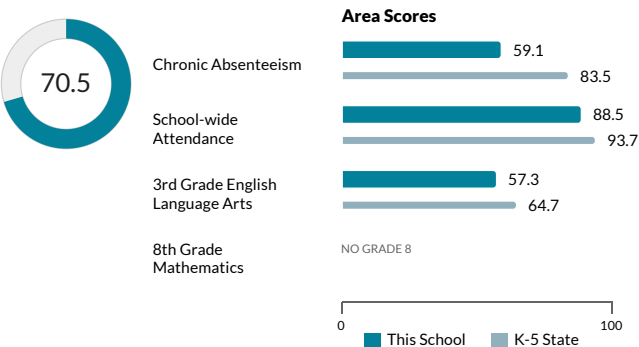 Area Scores
70.5
Chronic Absenteeism
59.1
83.5
School-wide
Attendance
88.5
93.7
3rd Grade English
Language Arts
57.3
64.7
8th Grade
Mathematics
NO GRADE 8
0
100
This School
K-5 State